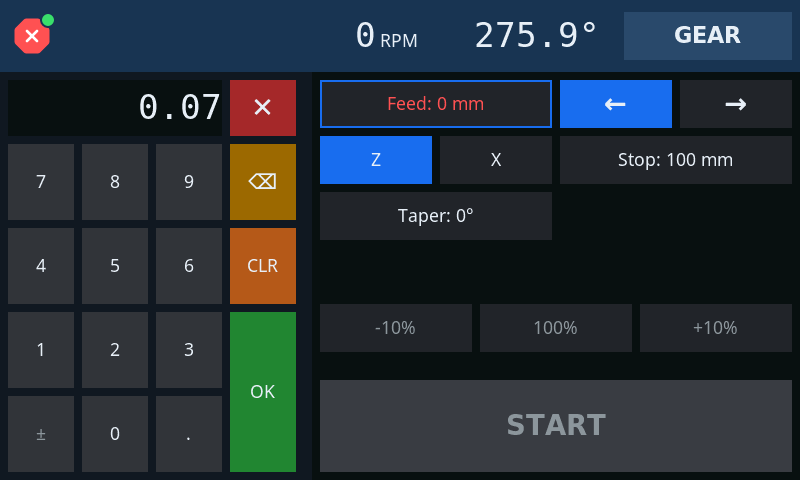 0 RPM 275.9° GEAR
0.07 ✕ Feed: 0 mm ← →
7 8 9 ⌫ Z X Stop: 100 mm
Taper: 0°
4 5 6 CLR
1 2 3 -10% 100% +10%
OK
± 0 . START